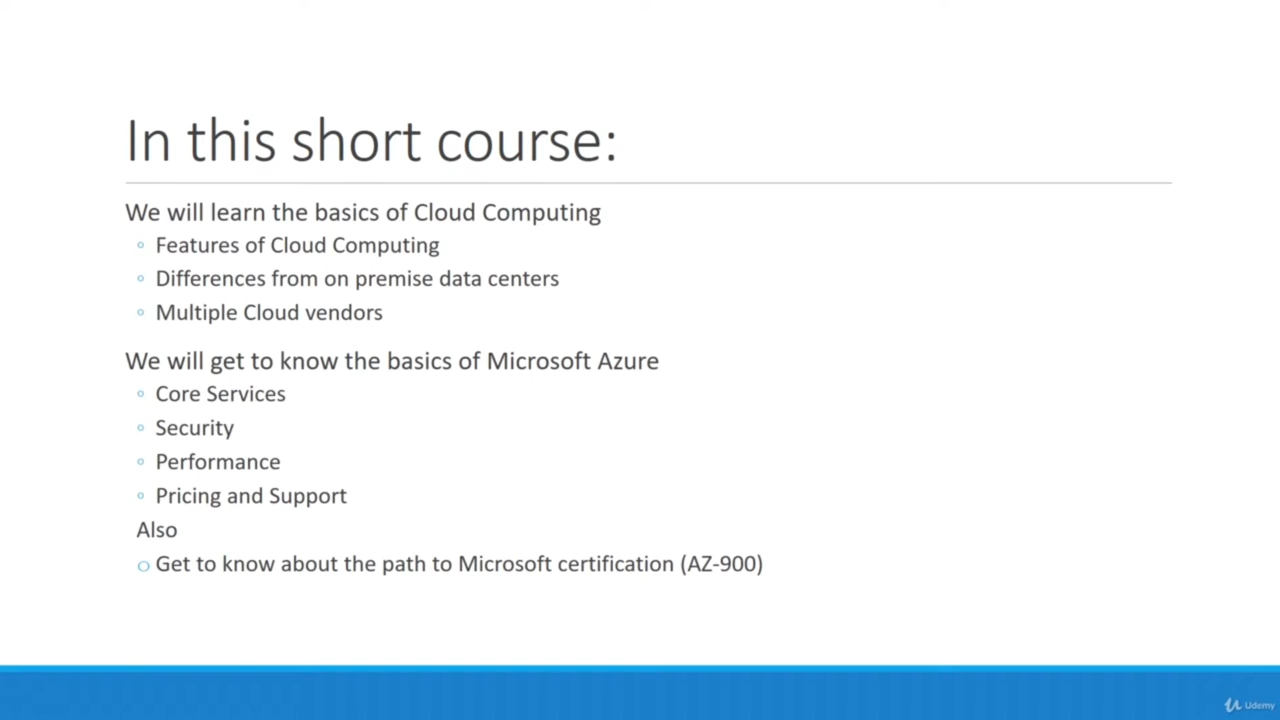 In this short course:
We will learn the basics of Cloud Computing
Features of Cloud Computing
Differences from on premise data centers
Multiple Cloud vendors
We will get to know the basics of Microsoft Azure
Core Services
Security
Performance
Pricing and Support
Also
Get to know about the path to Microsoft certification (AZ-900)
Udemy